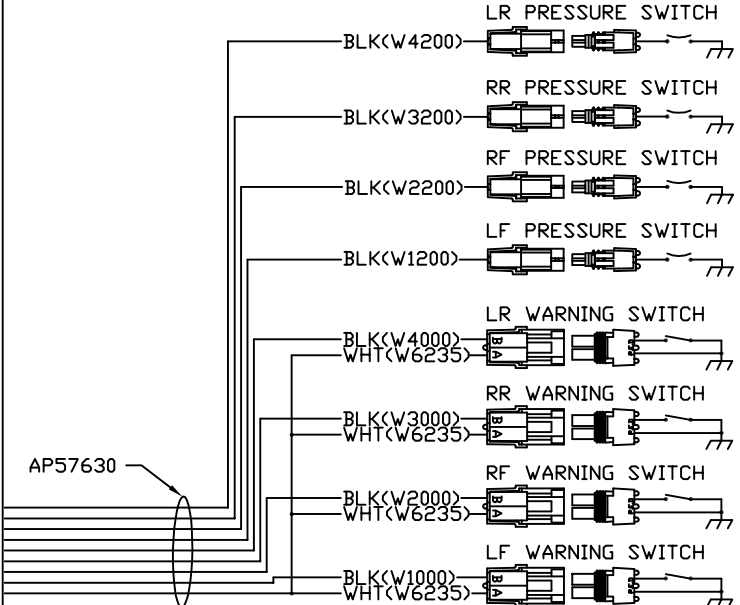 LR PRESSURE SWITCH
BLK(W4200)
RR PRESSURE SWITCH
BLK(W3200)
RF PRESSURE SWITCH
BLK(W2200)
LF PRESSURE SWITCH
BLK(W1200)
LR WARNING SWITCH
BLK(W4000)
B
WHT(W6235)
A
RR WARNING SWITCH
BLK(W3000)
B
WHT(W6235)
A
AP57630
RF WARNING SWITCH
BLK(W2000)
B
WHT(W6235)
A
LF WARNING SWITCH
BLK(W1000)
B
WHT(W6235)
A